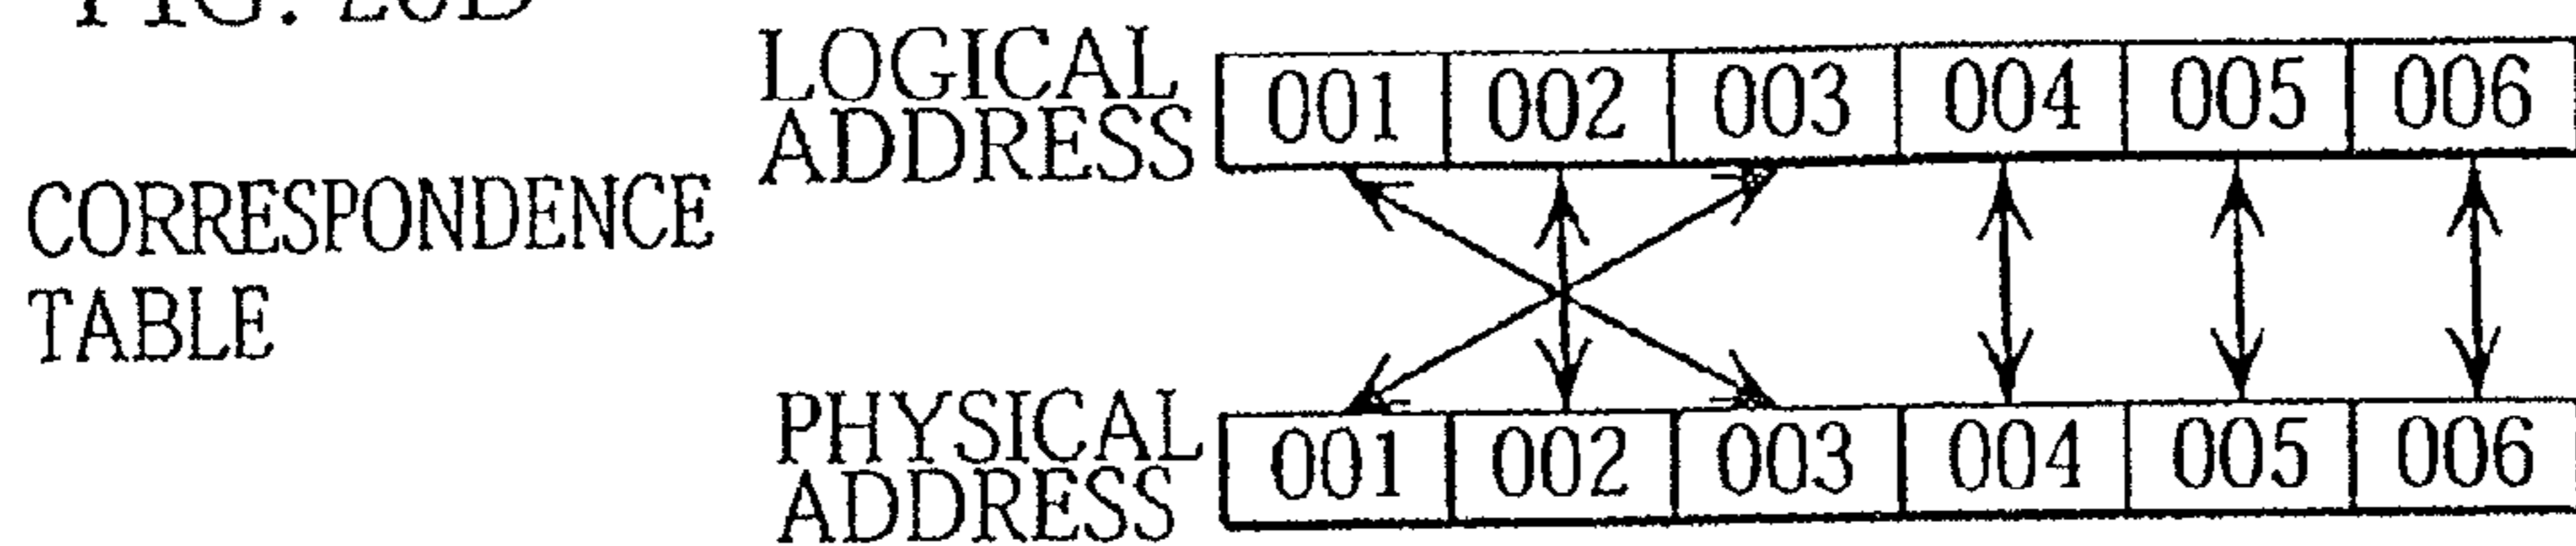 LOGICAL
ADDRESS
001 002 003 004 005 006
CORRESPONDENCE
TABLE
PHYSICAL
ADDRESS
001 002 003 004 005 006